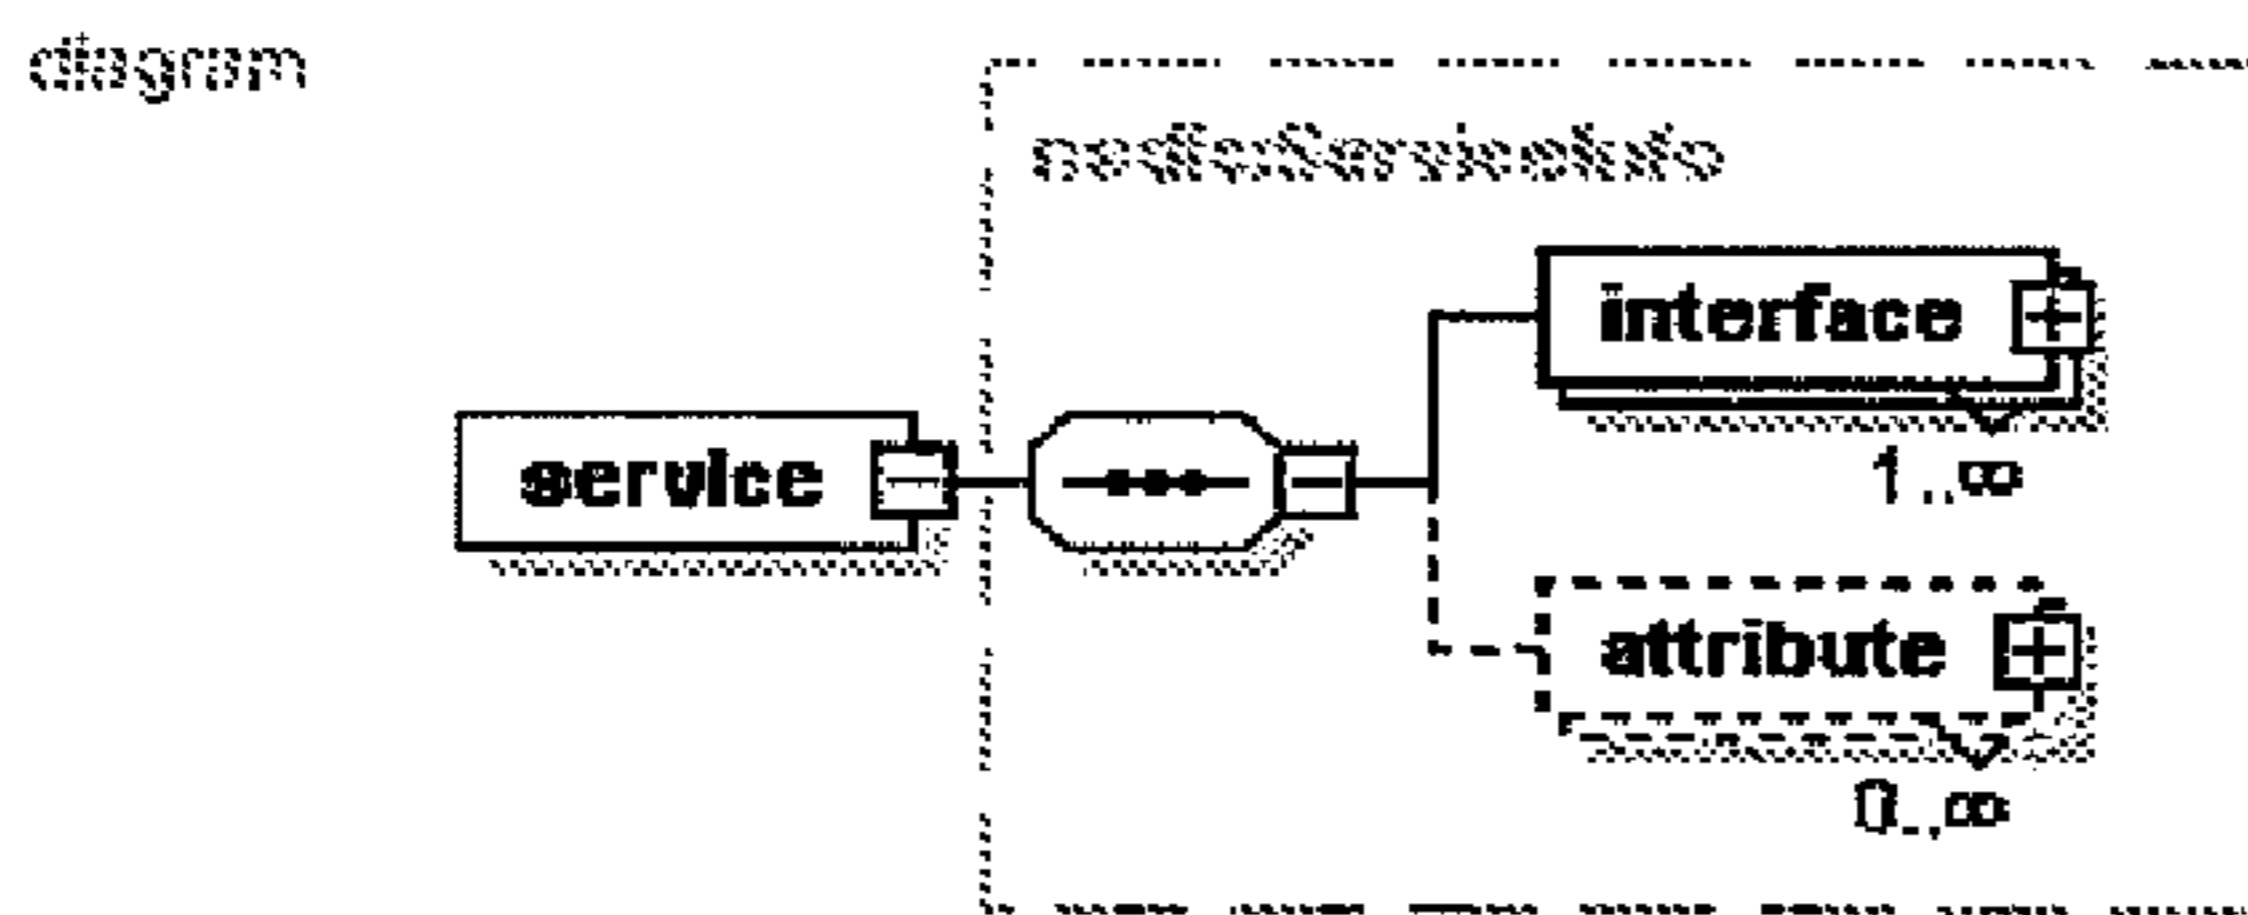 diagram
service
interface
1..∞
attribute
0..∞